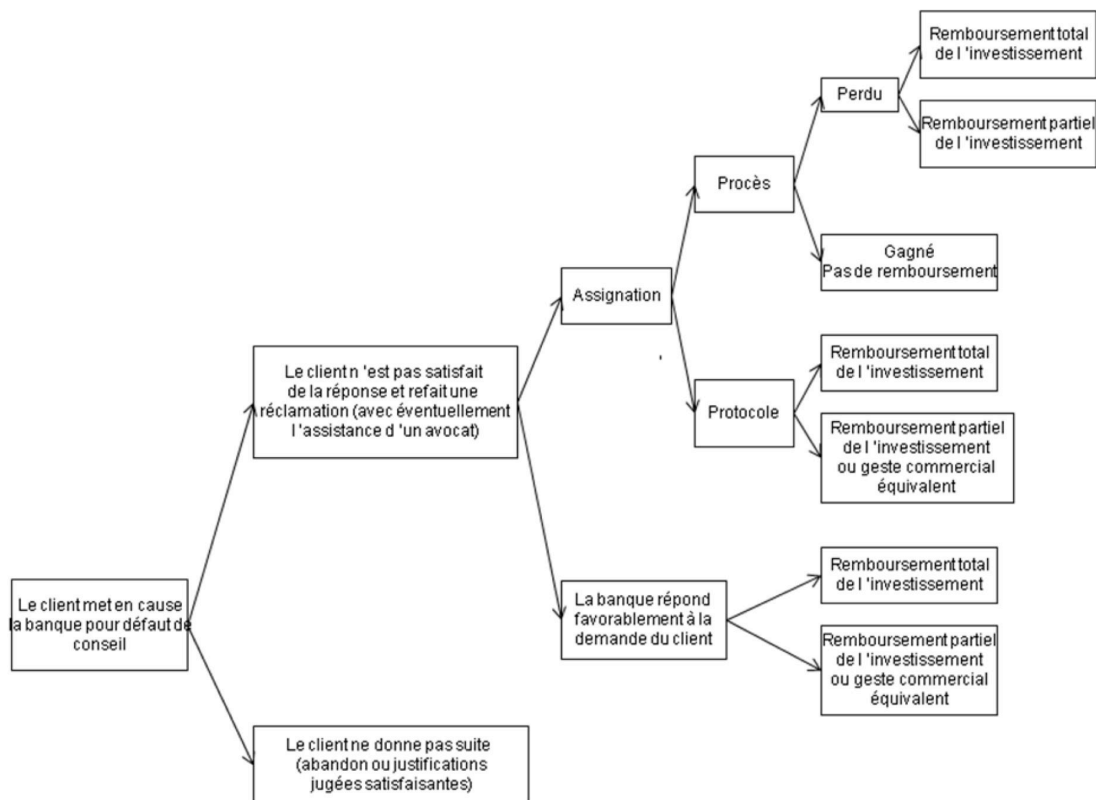 Remboursement total
de l 'investissement
Perdu
Remboursement partiel
de l 'investissement
Procès
Gagné
Pas de remboursement
Assignation
Remboursement total
de l 'investissement
Le client n 'est pas satisfait
de la réponse et refait une
réclamation (avec éventuellement
l 'assistance d 'un avocat)
Protocole
Remboursement partiel
de l 'investissement
ou geste commercial
équivalent
Remboursement total
de l 'investissement
Le client met en cause
la banque pour défaut de
conseil
La banque répond
favorablement à la
demande du client
Remboursement partiel
de l 'investissement
ou geste commercial
équivalent
Le client ne donne pas suite
(abandon ou justifications
jugées satisfaisantes)